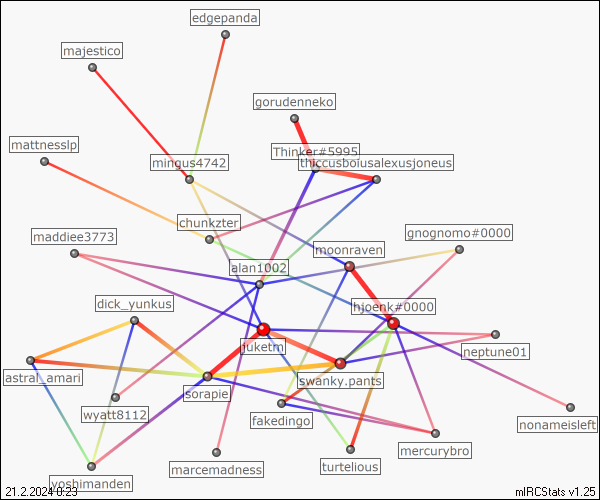 edgepanda
majestico
gorudenneko
mattnesslp
Thinker#5995
mingus4742
thiccusboiusalexusjoneus
chunkzter
gnognomo#0000
maddiee3773
moonraven
alan1002
dick_yunkus
hjoenk#0000
juketm
neptune01
astral_amari
swanky.pants
sorapie
wyatt8112
fakedingo
nonameisleft
mercurybro
turtelious
marcemadness
yoshimanden
21.2.2024 0:23
mIRCStats v1.25